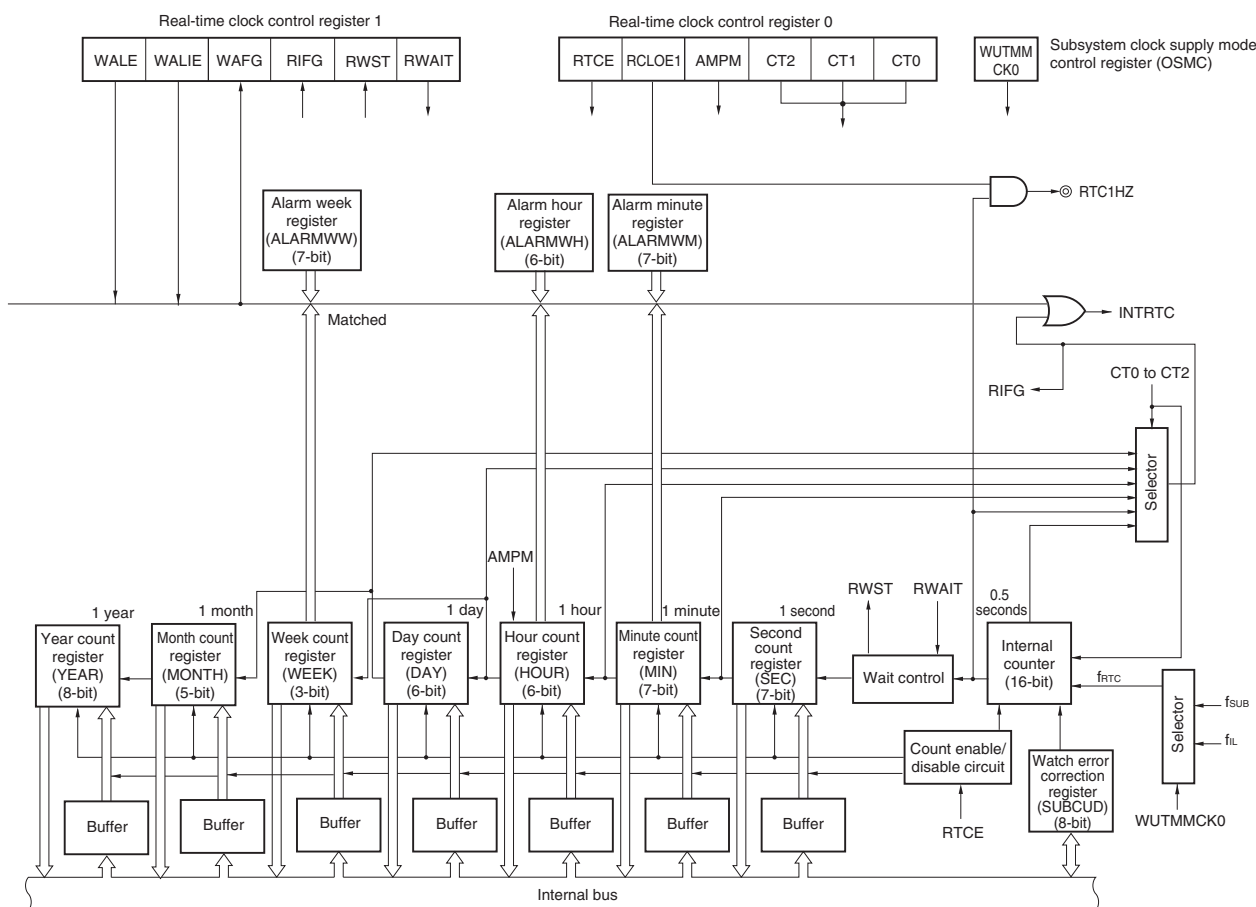 Real-time clock control register 1
Real-time clock control register 0
WALE WALIE WAFG RIFG RWST RWAIT
RTCE RCLOE1 AMPM CT2 CT1 CT0
WUTMM
CK0
Subsystem clock supply mode
control register (OSMC)
RTC1HZ
Alarm week
register
(ALARMWW)
(7-bit)
Alarm hour
register
(ALARMWH)
(6-bit)
Alarm minute
register
(ALARMWM)
(7-bit)
Matched
INTRTC
RIFG
CT0 to CT2
Selector
AMPM
RWST
RWAIT
0.5
seconds
1 year
1 month
1 day
1 hour
1 minute
1 second
Year count
register
(YEAR)
(8-bit)
Month count
register
(MONTH)
(5-bit)
Week count
register
(WEEK)
(3-bit)
Day count
register
(DAY)
(6-bit)
Hour count
register
(HOUR)
(6-bit)
Minute count
register
(MIN)
(7-bit)
Second
count
register
(SEC)
(7-bit)
Wait control
Internal
counter
(16-bit)
fRTC
Selector
fSUB
fIL
WUTMMCK0
Count enable/
disable circuit
RTCE
Watch error
correction
register
(SUBCUD)
(8-bit)
Buffer Buffer Buffer Buffer Buffer Buffer Buffer
Internal bus